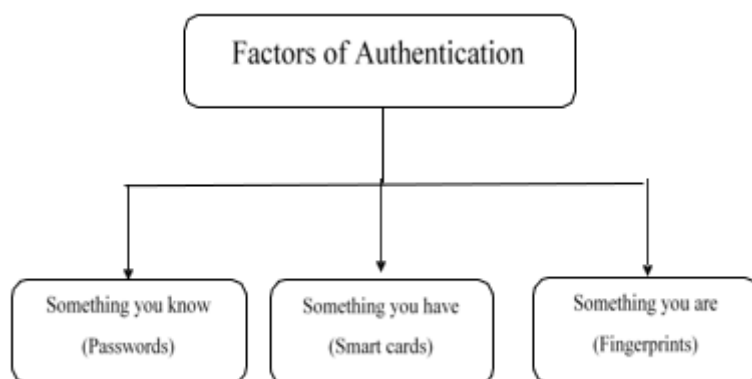 Factors of Authentication
Something you know
(Passwords)
Something you have
(Smart cards)
Something you are
(Fingerprints)